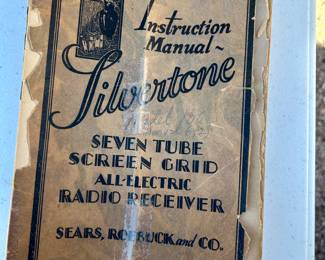 Instruction
Manual~
Silvertone
SEVEN TUBE
SCREEN GRID
ALL-ELECTRIC
RADIO RECEIVER
SEARS, ROEBUCK and CO.